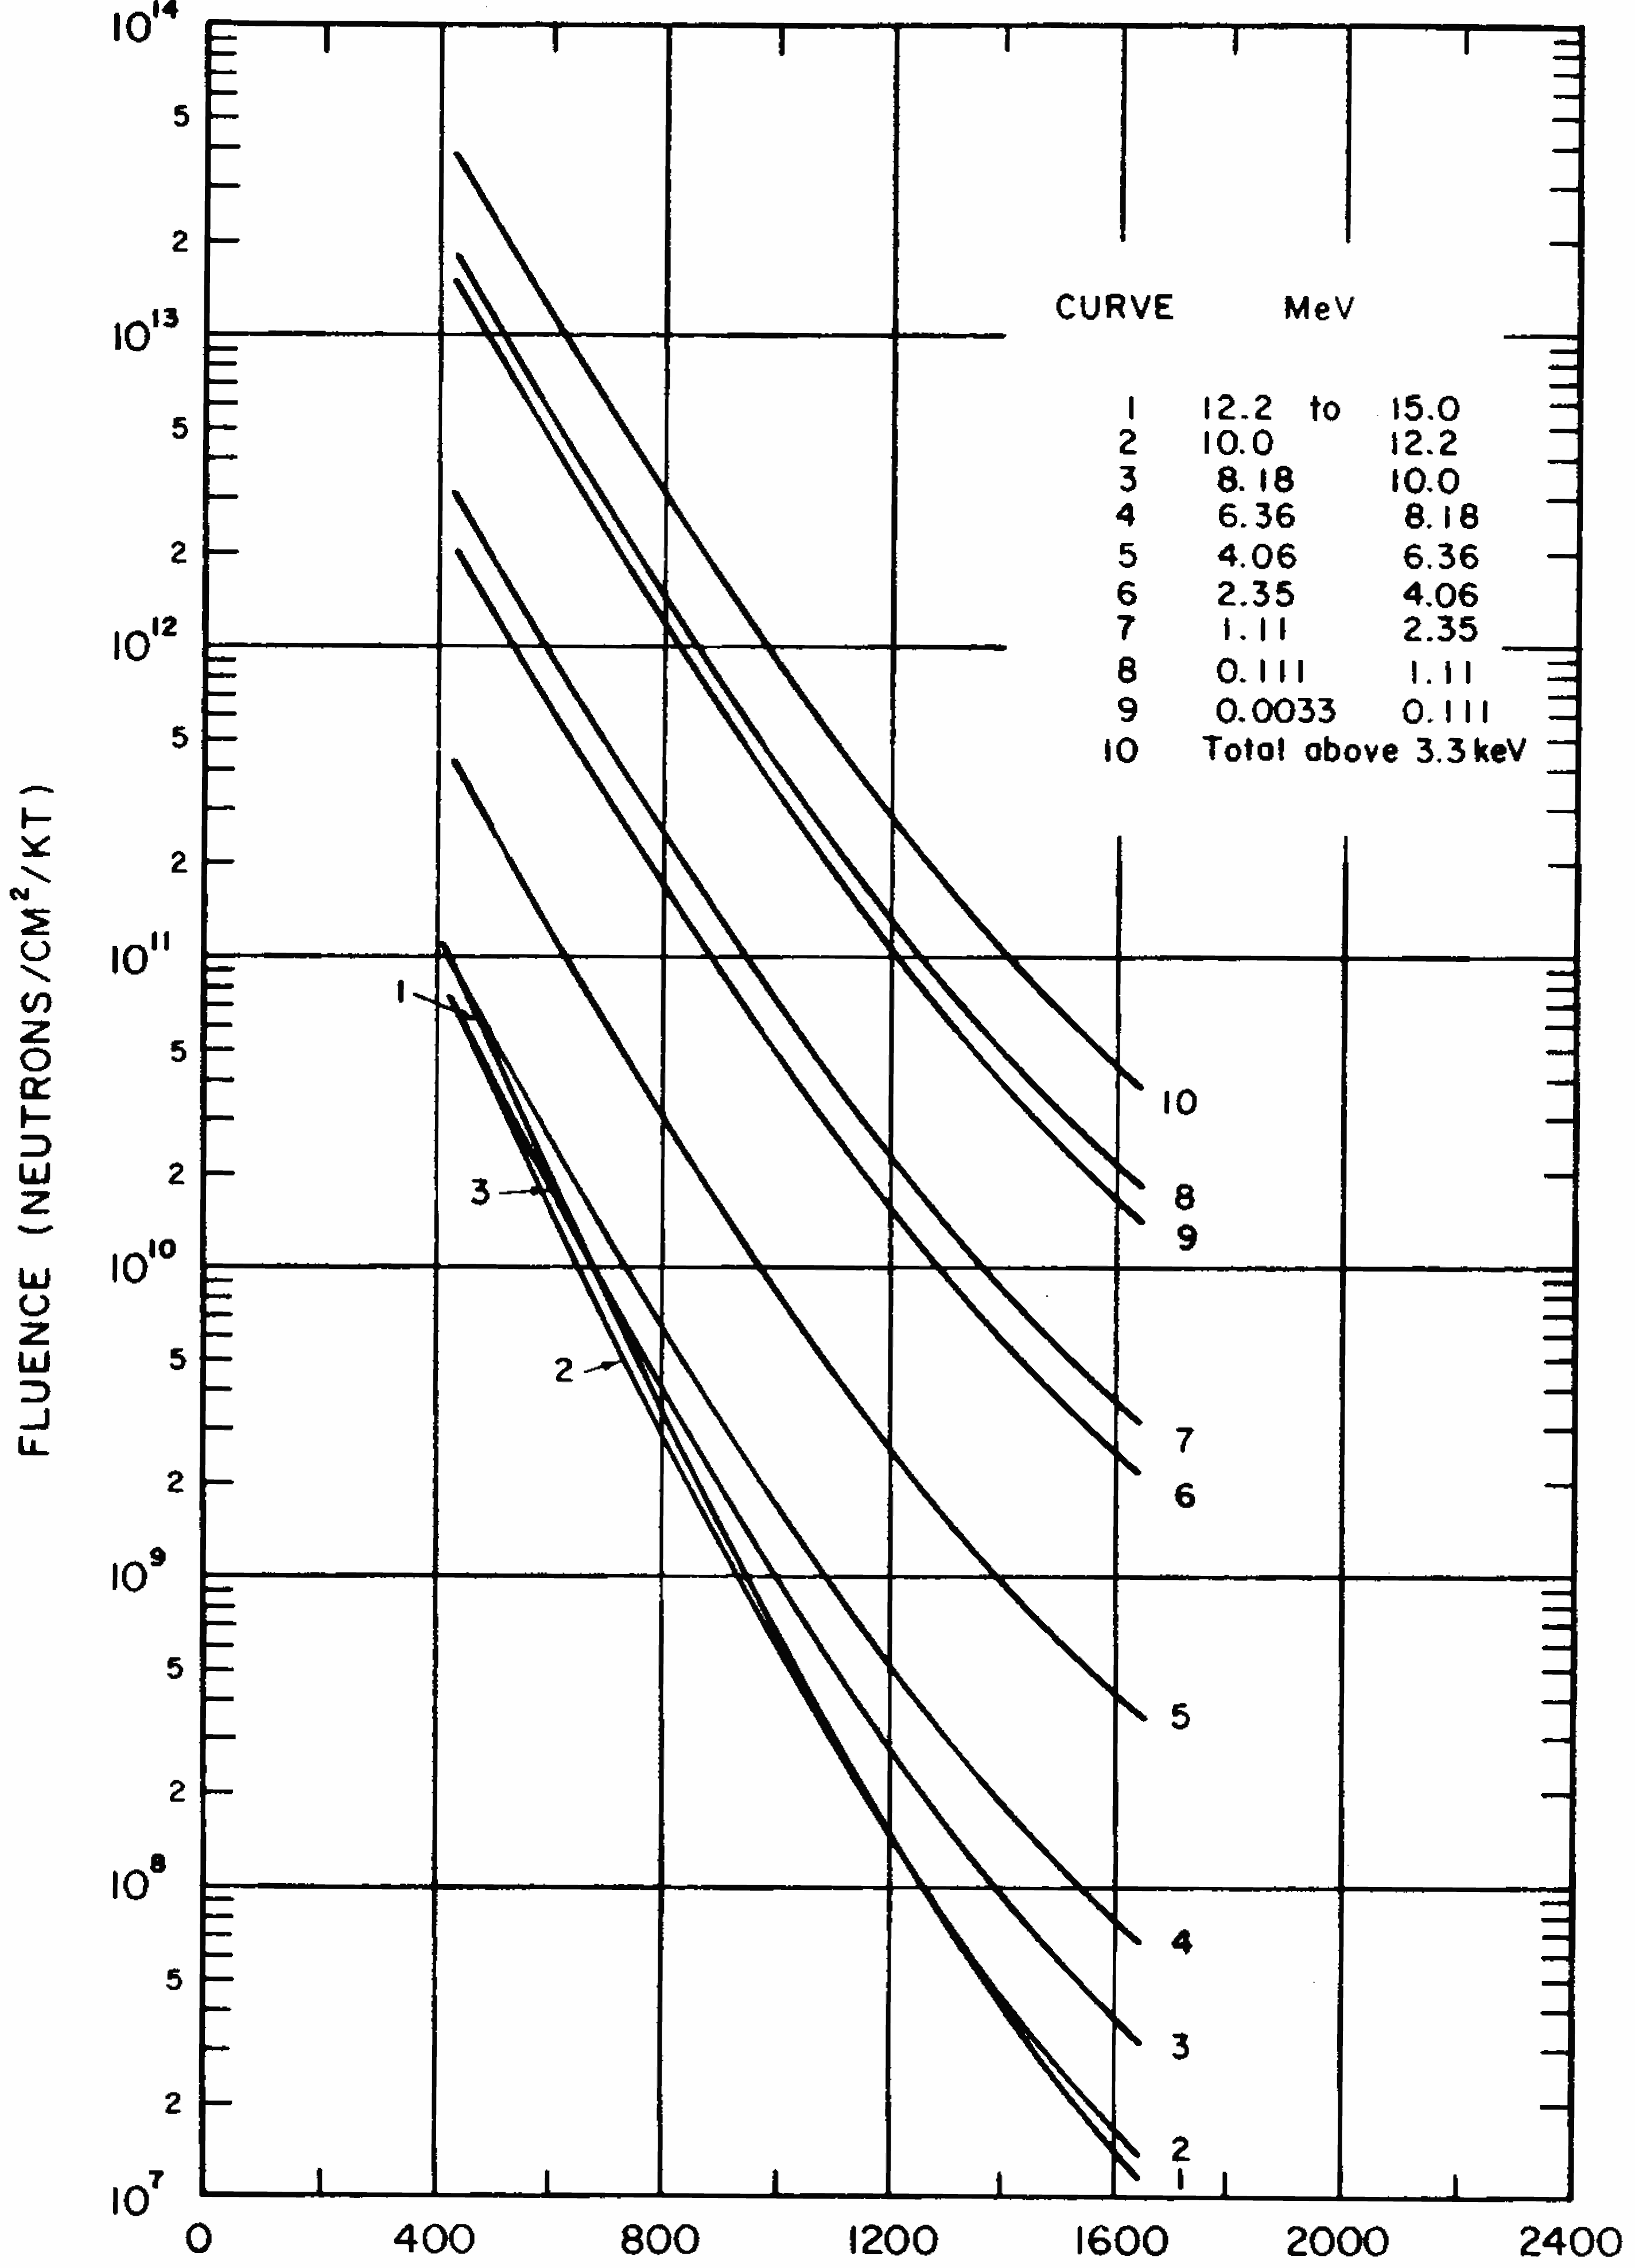 10^14
5
2
10^13
5
2
10^12
5
2
10^11
5
2
10^10
5
2
10^9
5
2
10^8
5
2
10^7
FLUENCE (NEUTRONS/CM²/KT)
CURVE MeV
1 12.2 to 15.0
2 10.0 12.2
3 8.18 10.0
4 6.36 8.18
5 4.06 6.36
6 2.35 4.06
7 1.11 2.35
8 0.111 1.11
9 0.0033 0.111
10 Total above 3.3 keV
1
3
2
10
8
9
7
6
5
4
3
2
1
0 400 800 1200 1600 2000 2400